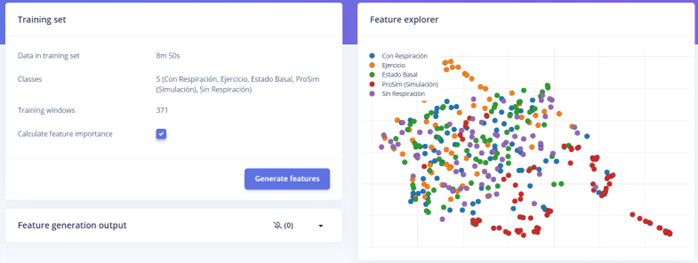 Training set
Data in training set
8m 50s
Classes
5 (Con Respiración, Ejercicio, Estado Basal, ProSim
(Simulación), Sin Respiración)
Training windows
371
Calculate feature importance
Generate features
Feature generation output
(0)
Feature explorer
Con Respiración
Ejercicio
Estado Basal
ProSim (Simulación)
Sin Respiración